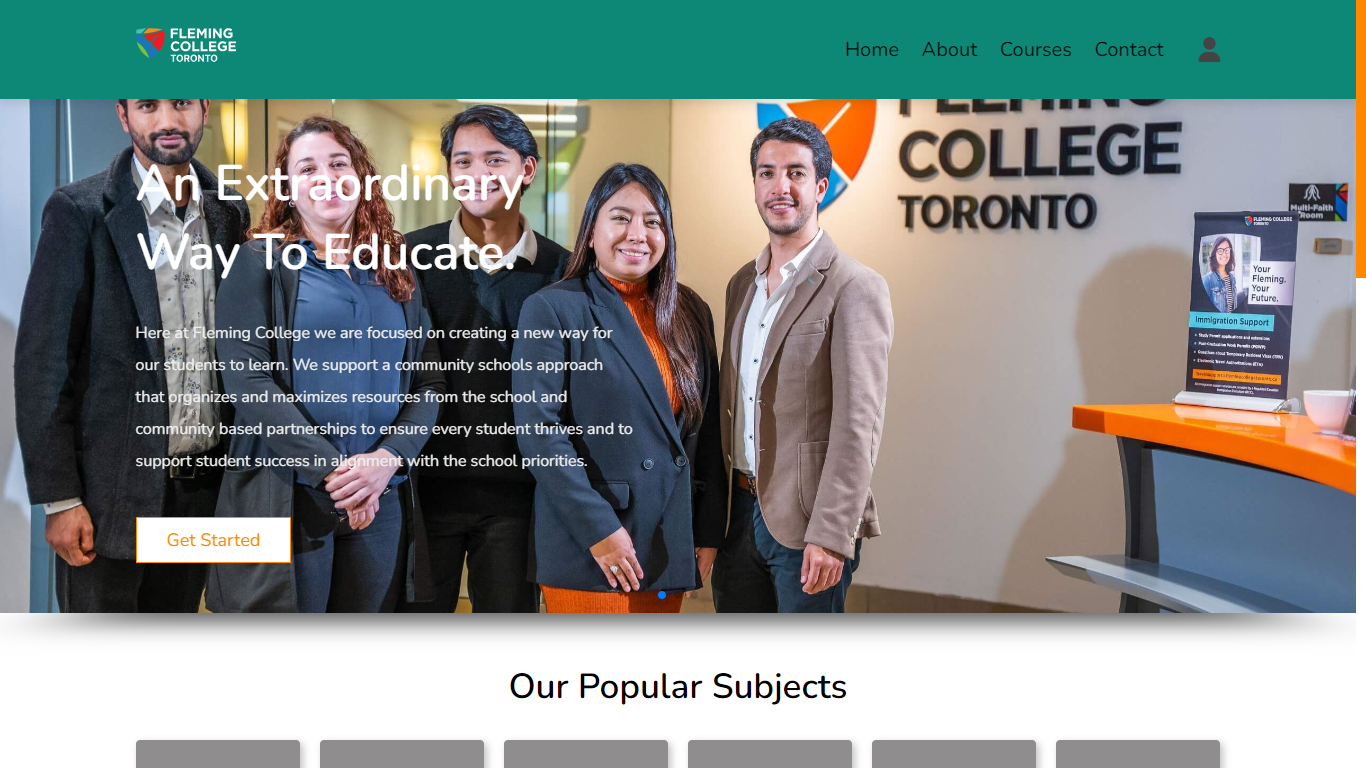 FLEMING
COLLEGE
TORONTO
Home About Courses Contact
FLEMING
COLLEGE
TORONTO
An Extraordinary
Way To Educate.
Multi-Faith
Room
FLEMING COLLEGE
TORONTO
Your
Fleming.
Your
Future.
Immigration Support
Here at Fleming College we are focused on creating a new way for
our students to learn. We support a community schools approach
that organizes and maximizes resources from the school and
community based partnerships to ensure every student thrives and to
support student success in alignment with the school priorities.
Get Started
Our Popular Subjects